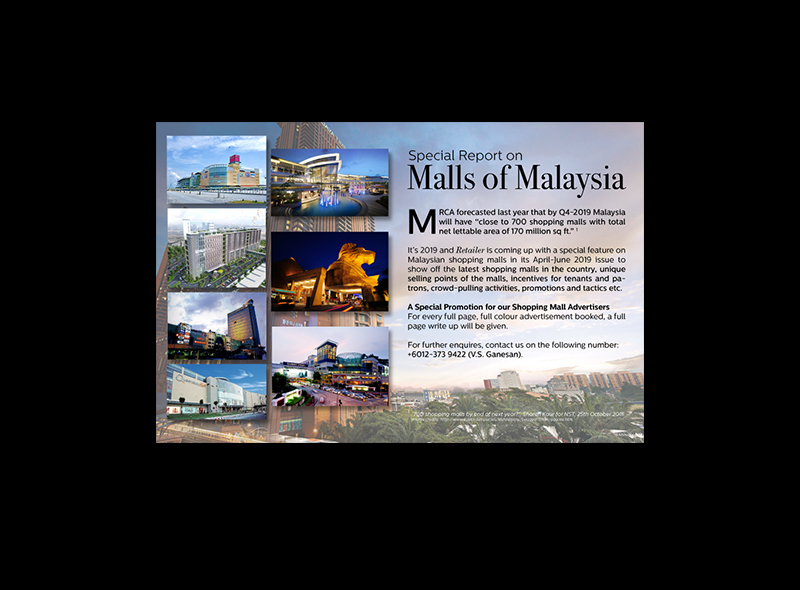 Special Report on
Malls of Malaysia
MRCA forecasted last year that by Q4-2019 Malaysia
will have "close to 700 shopping malls with total
net lettable area of 170 million sq ft." 1
It's 2019 and Retailer is coming up with a special feature on
Malaysian shopping malls in its April-June 2019 issue to
show off the latest shopping malls in the country, unique
selling points of the malls, incentives for tenants and pa-
trons, crowd-pulling activities, promotions and tactics etc.
A Special Promotion for our Shopping Mall Advertisers
For every full page, full colour advertisement booked, a full
page write up will be given.
For further enquires, contact us on the following number:
+6012-373 9422 (V.S. Ganesan).
"700 shopping malls by end of next year", Sharen Kaur for NST, 25th October 2018